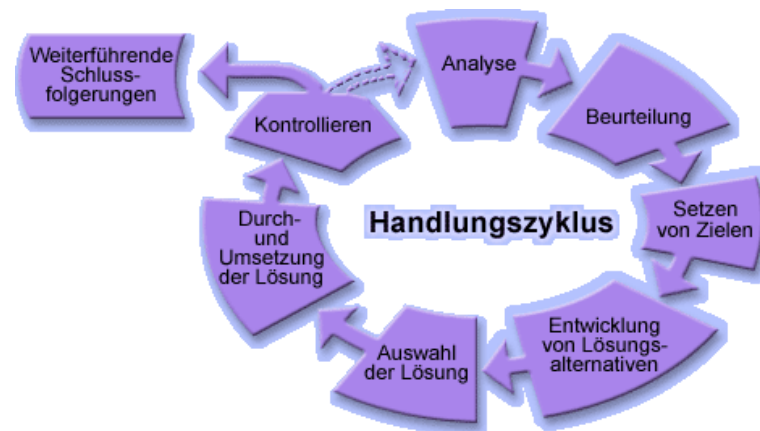 Weiterführende
Schluss-
folgerungen
Kontrollieren
Analyse
Beurteilung
Setzen
von Zielen
Entwicklung
von Lösungs-
alternativen
Auswahl
der Lösung
Durch-
und
Umsetzung
der Lösung
Handlungszyklus